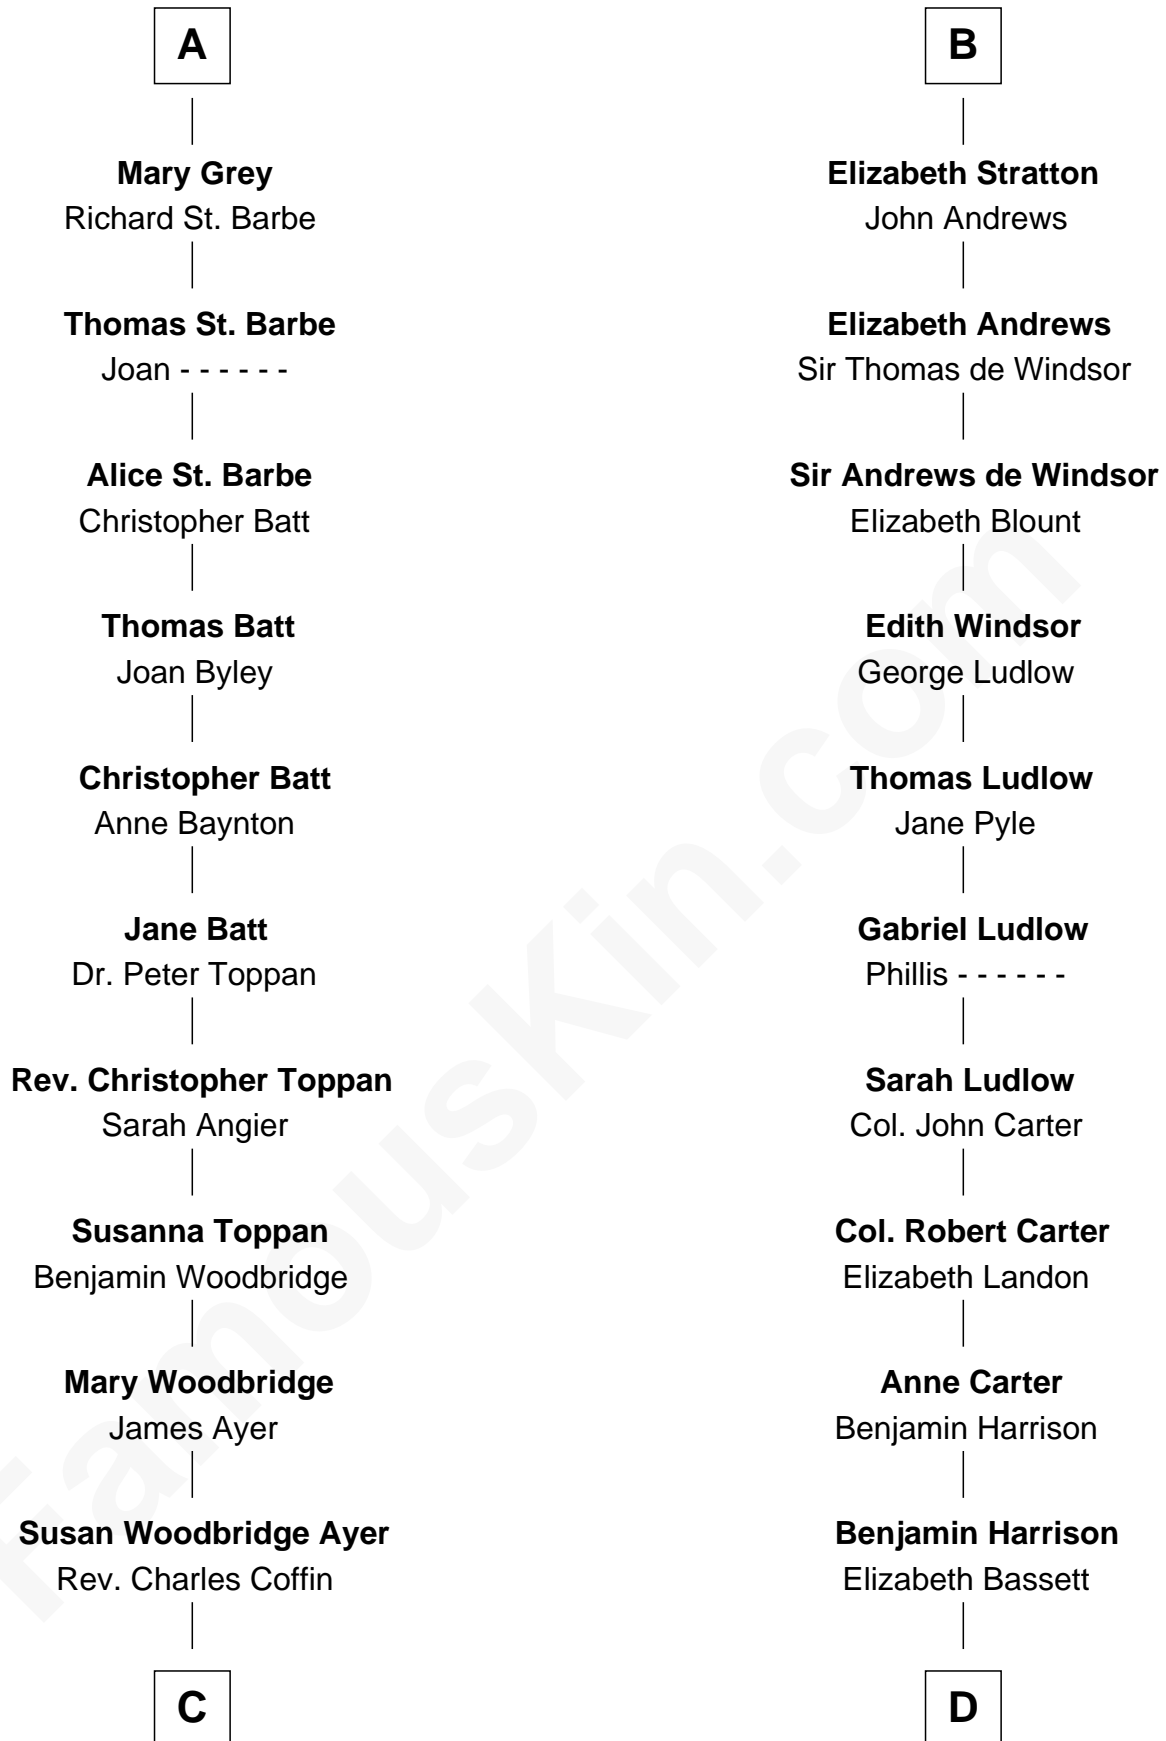 A
Mary Grey
Richard St. Barbe
Thomas St. Barbe
Joan - - - - - -
Alice St. Barbe
Christopher Batt
Thomas Batt
Joan Byley
Christopher Batt
Anne Baynton
Jane Batt
Dr. Peter Toppan
Rev. Christopher Toppan
Sarah Angier
Susanna Toppan
Benjamin Woodbridge
Mary Woodbridge
James Ayer
Susan Woodbridge Ayer
Rev. Charles Coffin
C
B
Elizabeth Stratton
John Andrews
Elizabeth Andrews
Sir Thomas de Windsor
Sir Andrews de Windsor
Elizabeth Blount
Edith Windsor
George Ludlow
Thomas Ludlow
Jane Pyle
Gabriel Ludlow
Phillis - - - - - -
Sarah Ludlow
Col. John Carter
Col. Robert Carter
Elizabeth Landon
Anne Carter
Benjamin Harrison
Benjamin Harrison
Elizabeth Bassett
D
FamousKin.com